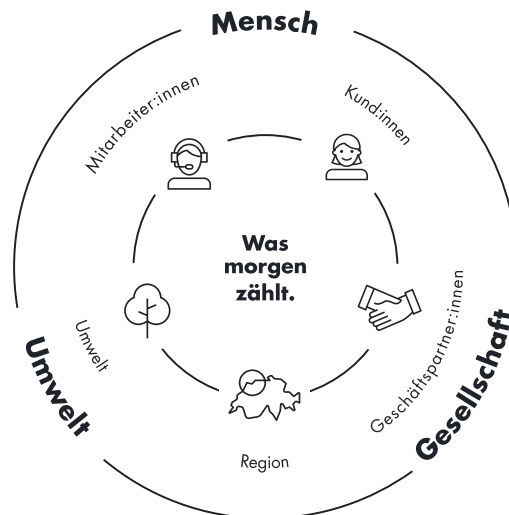 Mensch
Mitarbeiter:innen
Kund:innen
Was
morgen
zählt.
Umwelt
Geschäftspartner:innen
Umwelt
Gesellschaft
Region